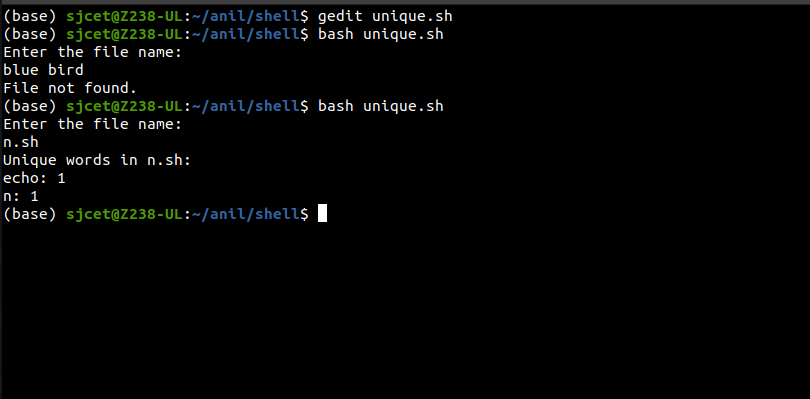 (base) sjcet@Z238-UL:~/anil/shell$ gedit unique.sh
(base) sjcet@Z238-UL:~/anil/shell$ bash unique.sh
Enter the file name:
blue bird
File not found.
(base) sjcet@Z238-UL:~/anil/shell$ bash unique.sh
Enter the file name:
n.sh
Unique words in n.sh:
echo: 1
n: 1
(base) sjcet@Z238-UL:~/anil/shell$